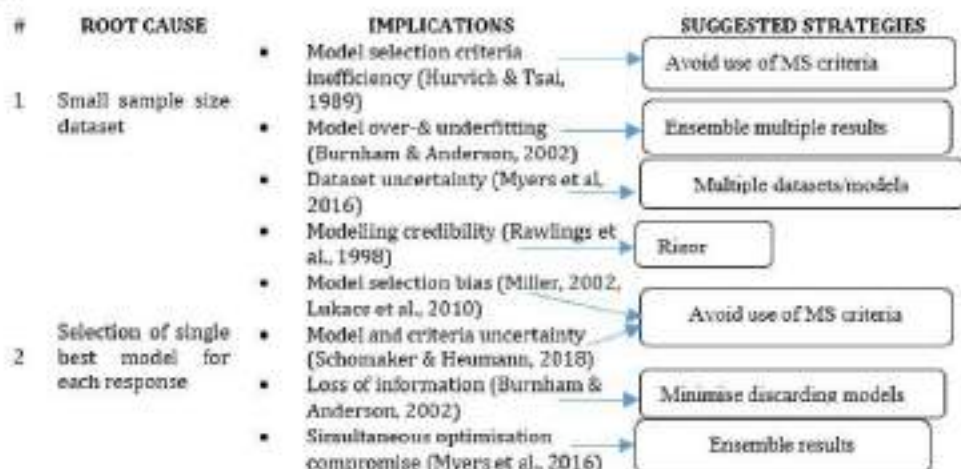 # ROOT CAUSE IMPLICATIONS SUGGESTED STRATEGIES
1 Small sample size
dataset
• Model selection criteria
inefficiency (Hurvich & Tsai,
1989)
Avoid use of MS criteria
• Model over-& underfitting
(Burnham & Anderson, 2002)
Ensemble multiple results
• Dataset uncertainty (Myers et al,
2016)
Multiple datasets/models
• Modelling credibility (Rawlings et
al., 1998)
Rigor
2 Selection of single
best model for
each response
• Model selection bias (Miller, 2002,
Lukacs et al., 2010)
• Model and criteria uncertainty
(Schomaker & Heumann, 2018)
Avoid use of MS criteria
• Loss of information (Burnham &
Anderson, 2002)
Minimise discarding models
• Simultaneous optimisation
compromise (Myers et al., 2016)
Ensemble results